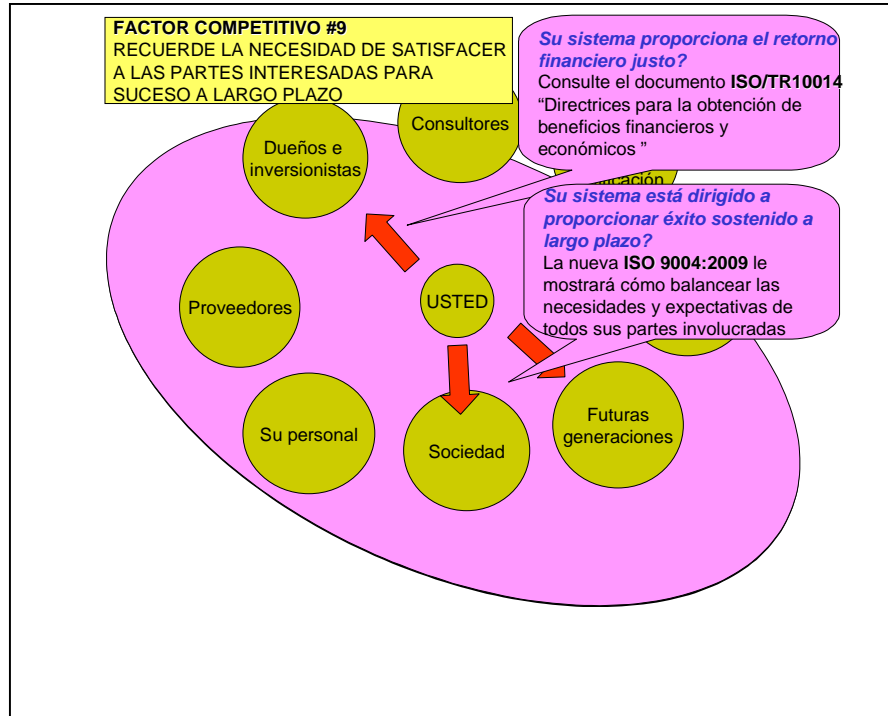 FACTOR COMPETITIVO #9
RECUERDE LA NECESIDAD DE SATISFACER
A LAS PARTES INTERESADAS PARA
SUCESO A LARGO PLAZO
Su sistema proporciona el retorno
financiero justo?
Consulte el documento ISO/TR10014
“Directrices para la obtención de
beneficios financieros y
económicos ”
Consultores
Dueños e
inversionistas
Su sistema está dirigido a
proporcionar éxito sostenido a
largo plazo?
La nueva ISO 9004:2009 le
mostrará cómo balancear las
necesidades y expectativas de
todos sus partes involucradas
Proveedores
USTED
Su personal
Sociedad
Futuras
generaciones